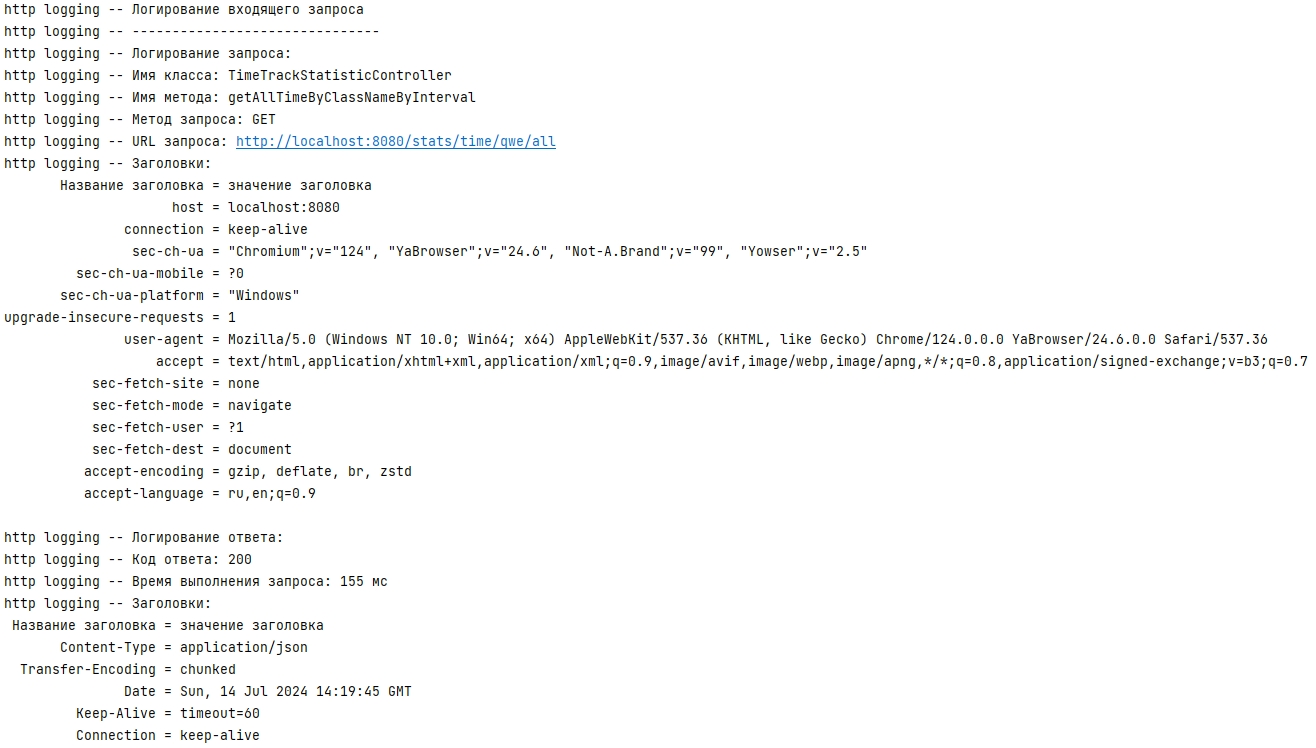 http logging -- Логирование входящего запроса
http logging -- -------------------------------
http logging -- Логирование запроса:
http logging -- Имя класса: TimeTrackStatisticController
http logging -- Имя метода: getAllTimeByClassNameByInterval
http logging -- Метод запроса: GET
http logging -- URL запроса: http://localhost:8080/stats/time/qwe/all
http logging -- Заголовки:
Название заголовка = значение заголовка
host = localhost:8080
connection = keep-alive
sec-ch-ua = "Chromium";v="124", "YaBrowser";v="24.6", "Not-A.Brand";v="99", "Yowser";v="2.5"
sec-ch-ua-mobile = ?0
sec-ch-ua-platform = "Windows"
upgrade-insecure-requests = 1
user-agent = Mozilla/5.0 (Windows NT 10.0; Win64; x64) AppleWebKit/537.36 (KHTML, like Gecko) Chrome/124.0.0.0 YaBrowser/24.6.0.0 Safari/537.36
accept = text/html,application/xhtml+xml,application/xml;q=0.9,image/avif,image/webp,image/apng,*/*;q=0.8,application/signed-exchange;v=b3;q=0.7
sec-fetch-site = none
sec-fetch-mode = navigate
sec-fetch-user = ?1
sec-fetch-dest = document
accept-encoding = gzip, deflate, br, zstd
accept-language = ru,en;q=0.9
http logging -- Логирование ответа:
http logging -- Код ответа: 200
http logging -- Время выполнения запроса: 155 мс
http logging -- Заголовки:
Название заголовка = значение заголовка
Content-Type = application/json
Transfer-Encoding = chunked
Date = Sun, 14 Jul 2024 14:19:45 GMT
Keep-Alive = timeout=60
Connection = keep-alive